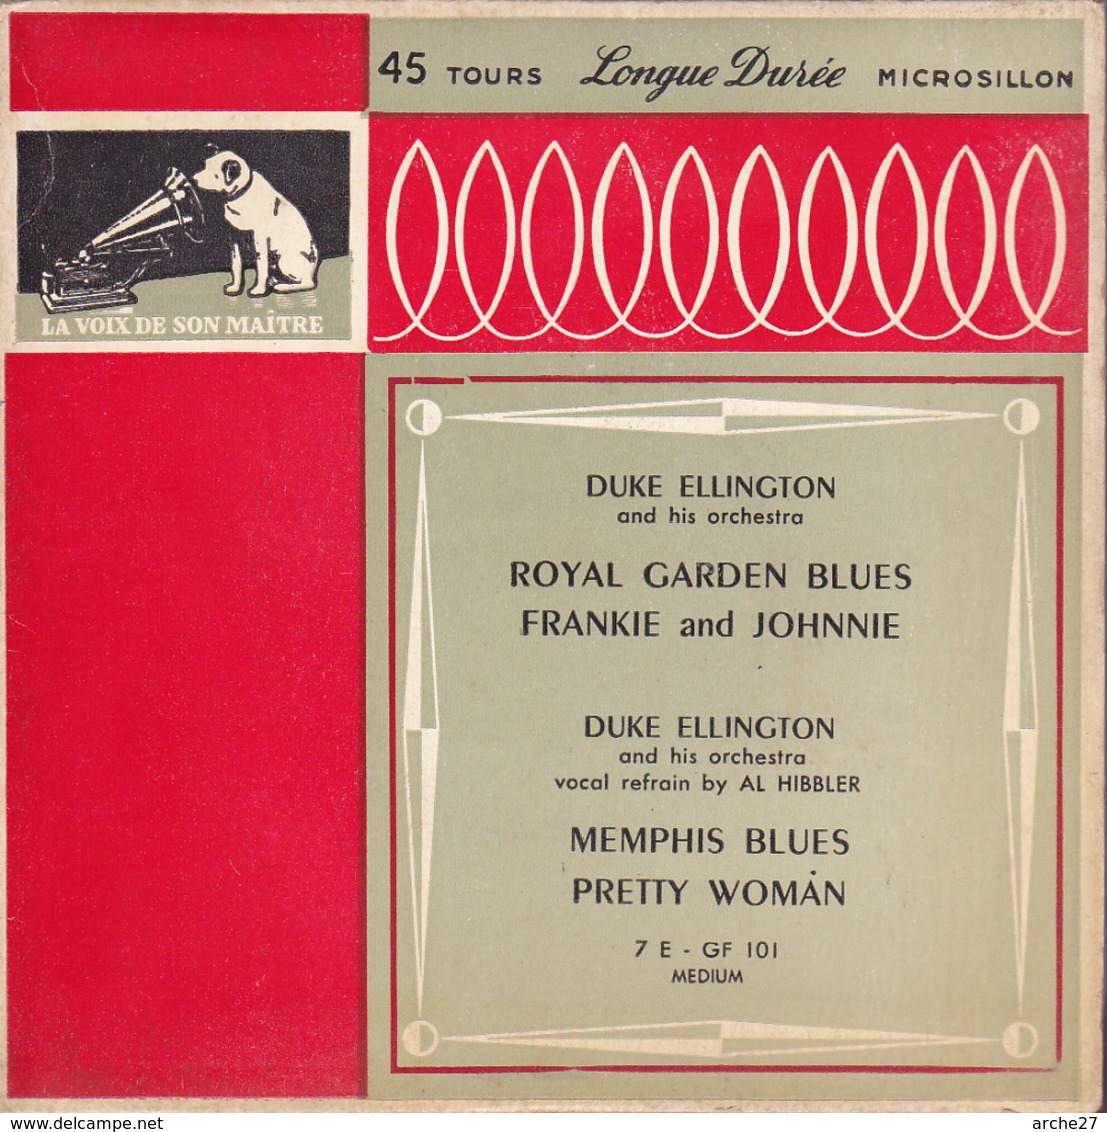 45 TOURS Longue Durée MICROSILLON
LA VOIX DE SON MAÎTRE
DUKE ELLINGTON
and his orchestra
ROYAL GARDEN BLUES
FRANKIE and JOHNNIE
DUKE ELLINGTON
and his orchestra
vocal refrain by AL HIBBLER
MEMPHIS BLUES
PRETTY WOMAN
7 E - GF 101
MEDIUM
www.delcampe.net
arche27